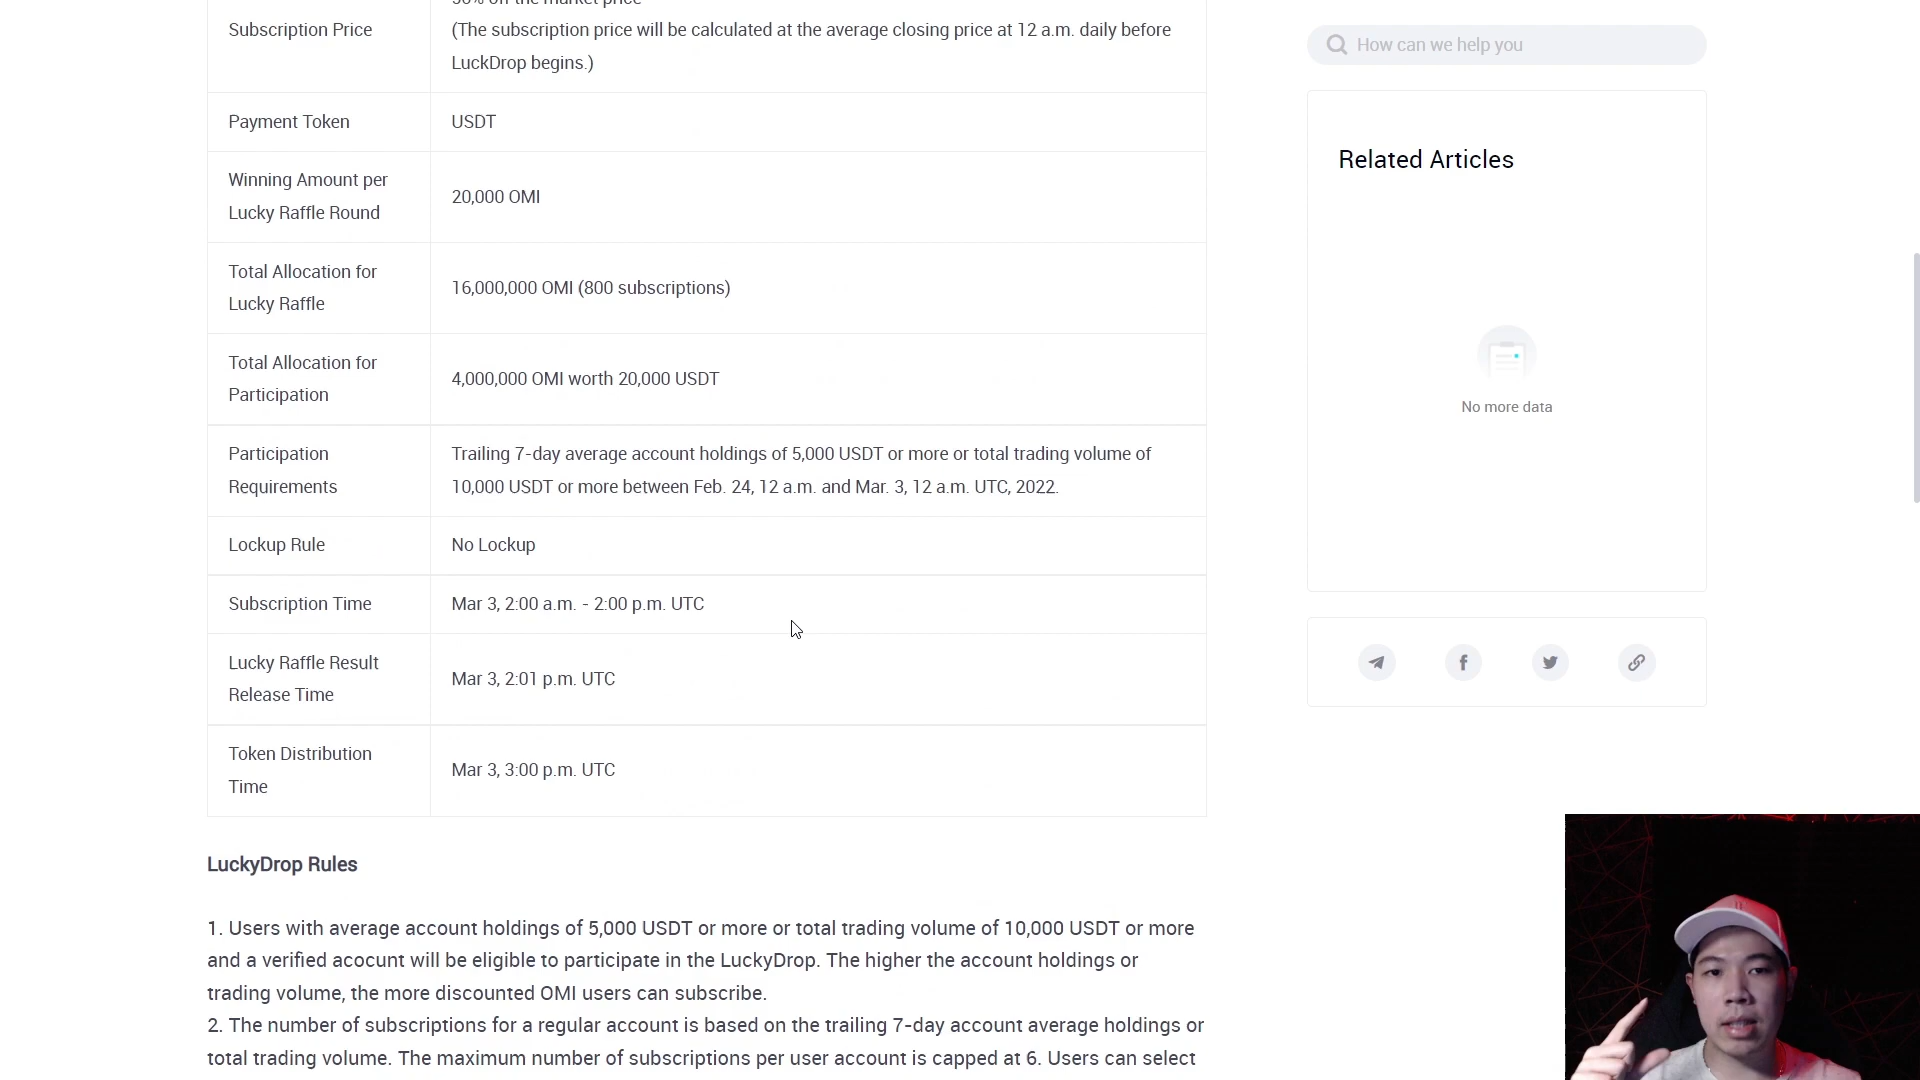 Subscription Price
(The subscription price will be calculated at the average closing price at 12 a.m. daily before
LuckDrop begins.)
Payment Token
USDT
Winning Amount per
Lucky Raffle Round
20,000 OMI
Total Allocation for
Lucky Raffle
16,000,000 OMI (800 subscriptions)
Total Allocation for
Participation
4,000,000 OMI worth 20,000 USDT
Participation
Requirements
Trailing 7-day average account holdings of 5,000 USDT or more or total trading volume of
10,000 USDT or more between Feb. 24, 12 a.m. and Mar. 3, 12 a.m. UTC, 2022.
Lockup Rule
No Lockup
Subscription Time
Mar 3, 2:00 a.m. - 2:00 p.m. UTC
Lucky Raffle Result
Release Time
Mar 3, 2:01 p.m. UTC
Token Distribution
Time
Mar 3, 3:00 p.m. UTC
LuckyDrop Rules
1. Users with average account holdings of 5,000 USDT or more or total trading volume of 10,000 USDT or more
and a verified acocunt will be eligible to participate in the LuckyDrop. The higher the account holdings or
trading volume, the more discounted OMI users can subscribe.
2. The number of subscriptions for a regular account is based on the trailing 7-day account average holdings or
total trading volume. The maximum number of subscriptions per user account is capped at 6. Users can select
How can we help you
Related Articles
No more data